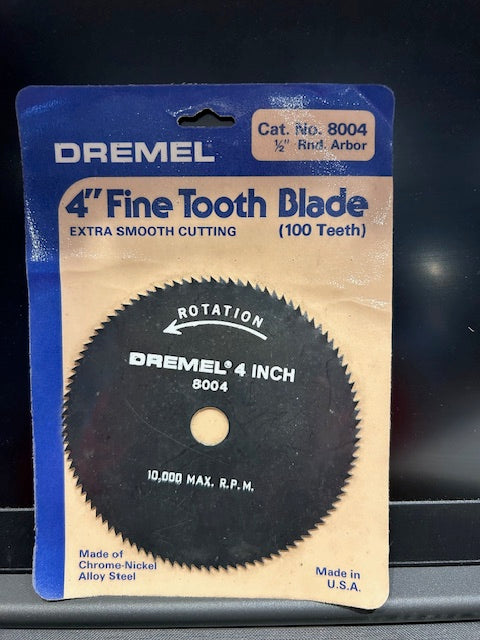 DREMEL
Cat. No. 8004
½" Rnd. Arbor
4" Fine Tooth Blade
EXTRA SMOOTH CUTTING
(100 Teeth)
ROTATION
DREMEL® 4 INCH
8004
10,000 MAX. R.P.M.
Made of
Chrome-Nickel
Alloy Steel
Made in
U.S.A.